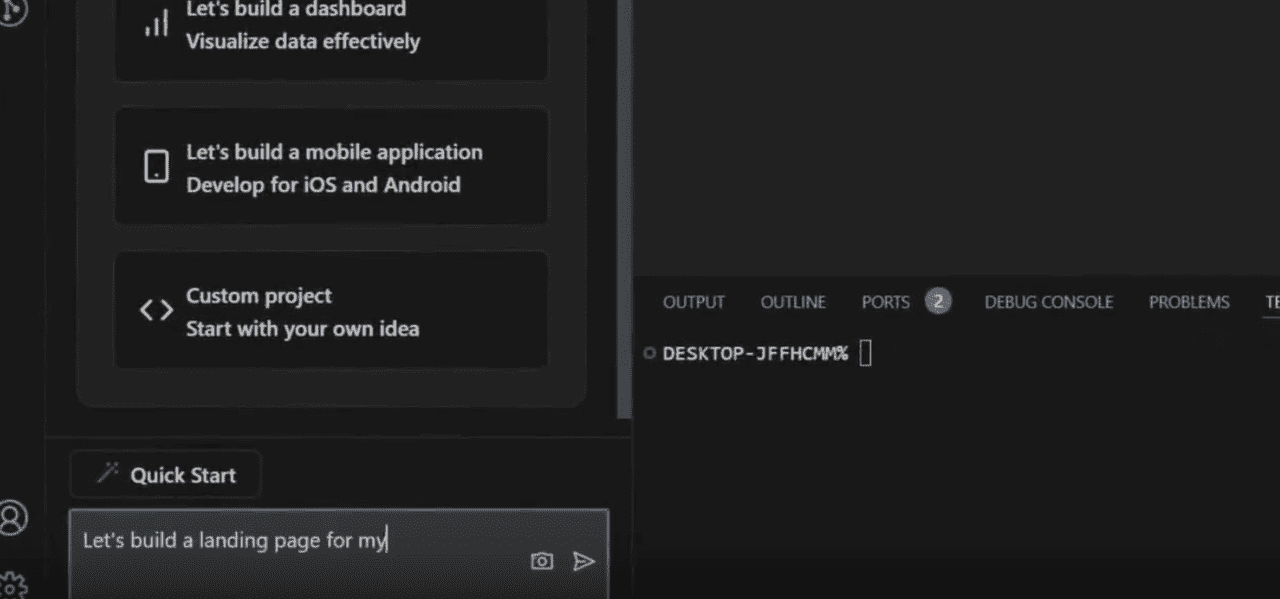 Let's build a dashboard
Visualize data effectively
Let's build a mobile application
Develop for iOS and Android
Custom project
Start with your own idea
Quick Start
Let's build a landing page for my
OUTPUT OUTLINE PORTS 2 DEBUG CONSOLE PROBLEMS TE
DESKTOP-JFFHCMM%